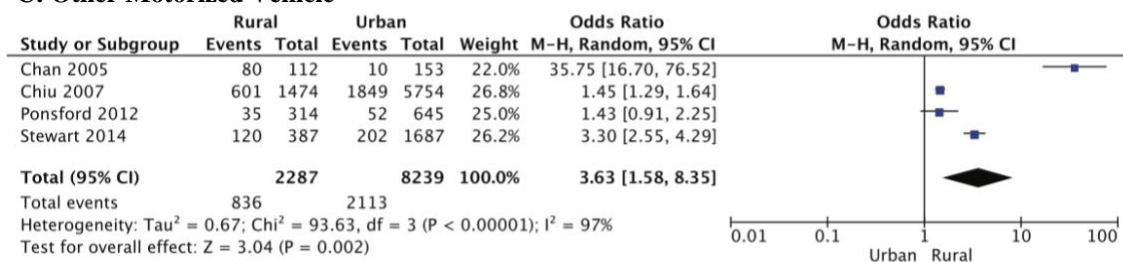 C. Other Motorized Vehicle
Rural Urban Odds Ratio Odds Ratio
Study or Subgroup Events Total Events Total Weight M-H, Random, 95% CI M-H, Random, 95% CI
Chan 2005 80 112 10 153 22.0% 35.75 [16.70, 76.52]
Chiu 2007 601 1474 1849 5754 26.8% 1.45 [1.29, 1.64]
Ponsford 2012 35 314 52 645 25.0% 1.43 [0.91, 2.25]
Stewart 2014 120 387 202 1687 26.2% 3.30 [2.55, 4.29]
Total (95% CI) 2287 8239 100.0% 3.63 [1.58, 8.35]
Total events 836 2113
Heterogeneity: Tau² = 0.67; Chi² = 93.63, df = 3 (P < 0.00001); I² = 97%
Test for overall effect: Z = 3.04 (P = 0.002)
0.01 0.1 1 10 100
Urban Rural